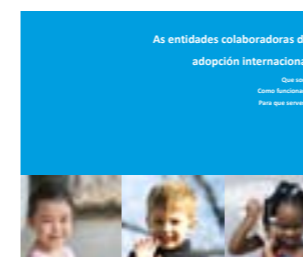 As entidades colaboradoras d
adopción internaciona
Que so
Como funciona
Para que serve